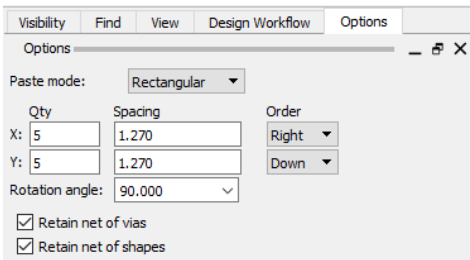 Visibility Find View Design Workflow Options
Options
Paste mode: Rectangular
Qty Spacing Order
X: 5 1.270 Right
Y: 5 1.270 Down
Rotation angle: 90.000
Retain net of vias
Retain net of shapes